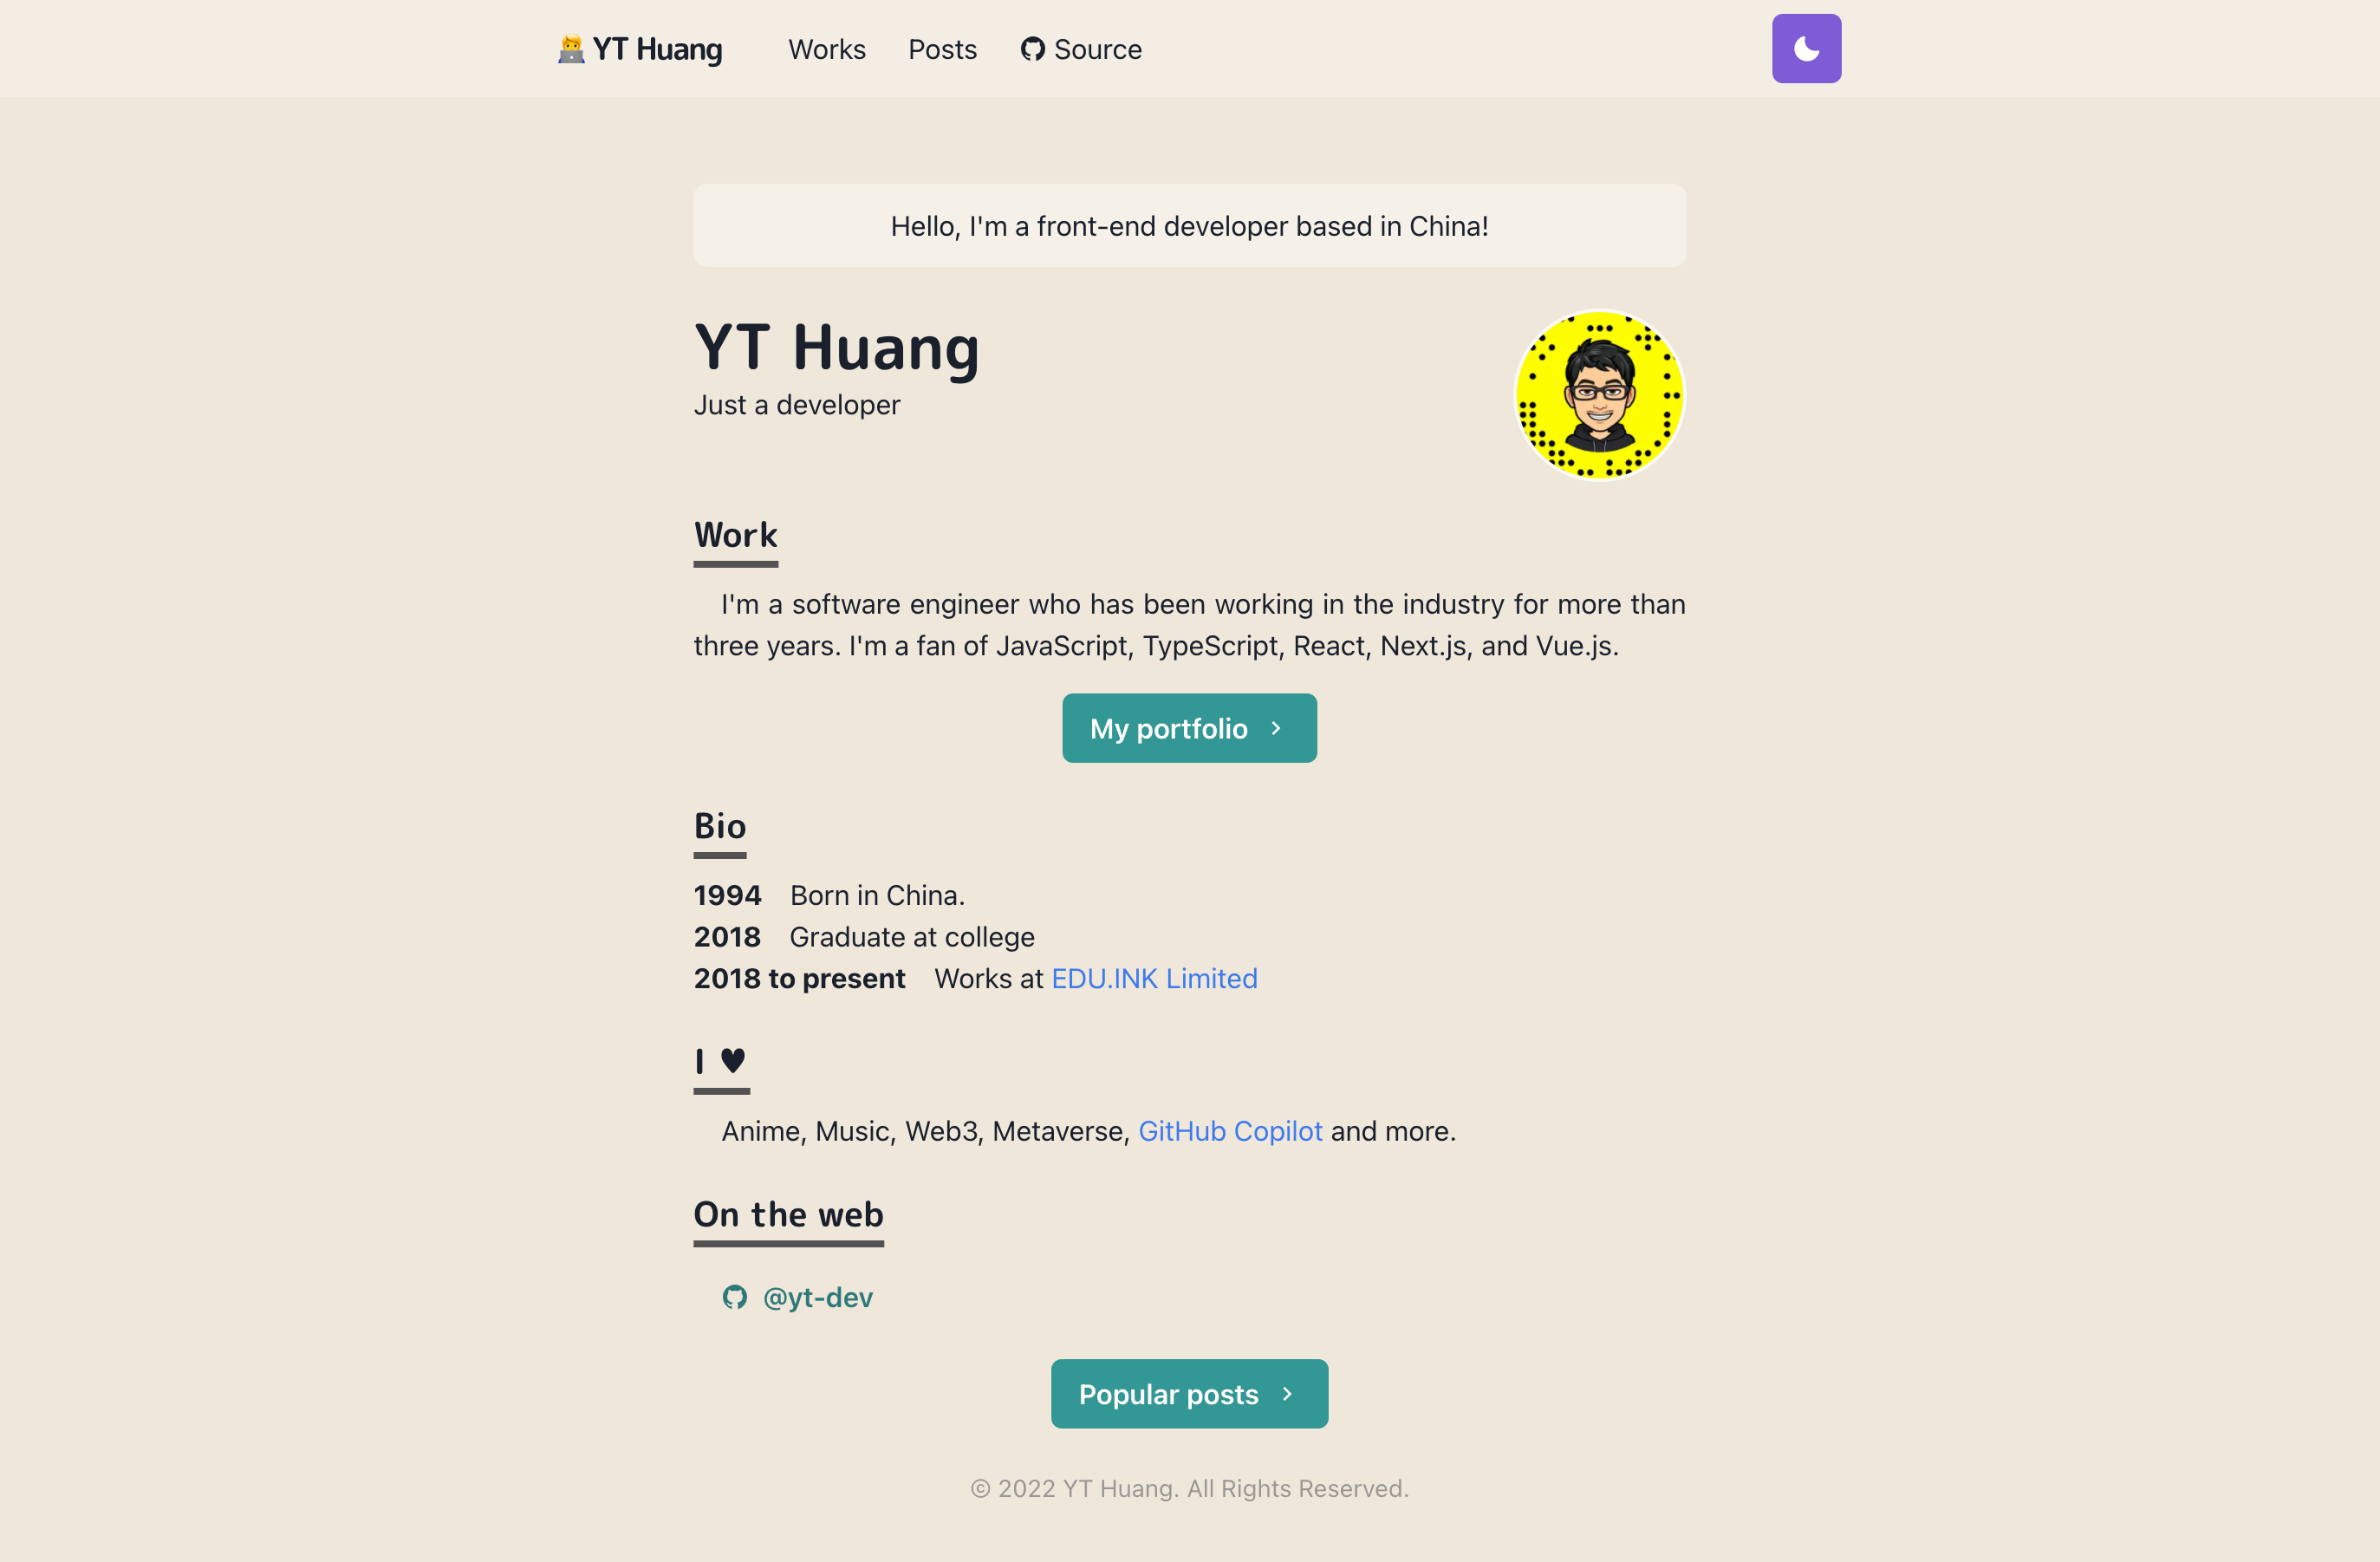 YT Huang
Works
Posts
Source
Hello, I'm a front-end developer based in China!
YT Huang
Just a developer
Work
I'm a software engineer who has been working in the industry for more than
three years. I'm a fan of JavaScript, TypeScript, React, Next.js, and Vue.js.
My portfolio
Bio
1994 Born in China.
2018 Graduate at college
2018 to present Works at EDU.INK Limited
I ♥
Anime, Music, Web3, Metaverse, GitHub Copilot and more.
On the web
@yt-dev
Popular posts
© 2022 YT Huang. All Rights Reserved.